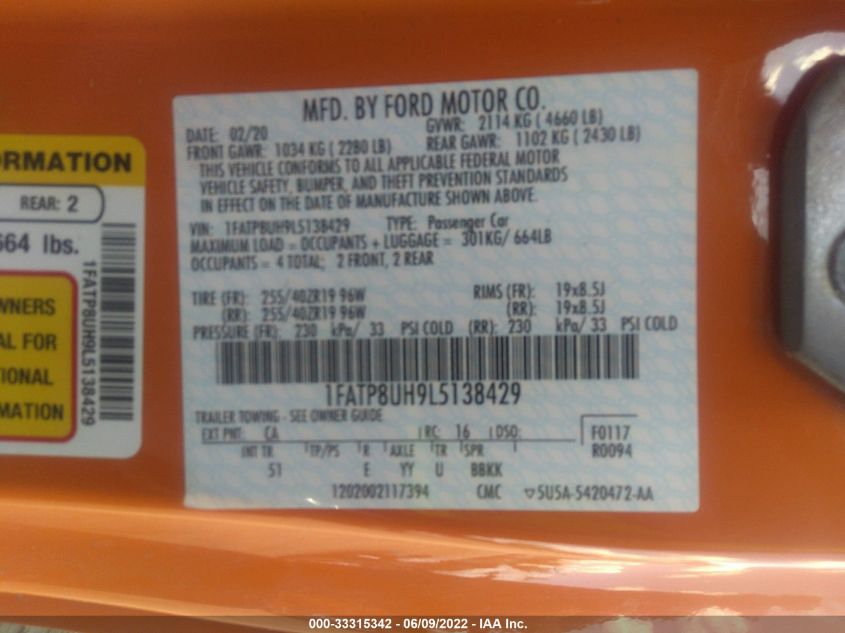 MFD. BY FORD MOTOR CO.
DATE: 02/20 GVWR: 2114 KG ( 4660 LB)
FRONT GAWR: 1034 KG ( 2280 LB) REAR GAWR: 1102 KG ( 2430 LB)
THIS VEHICLE CONFORMS TO ALL APPLICABLE FEDERAL MOTOR
VEHICLE SAFETY, BUMPER, AND THEFT PREVENTION STANDARDS
IN EFFECT ON THE DATE OF MANUFACTURE SHOWN ABOVE.
VIN: 1FATP8UH9L5138429 TYPE: Passenger Car
MAXIMUM LOAD = OCCUPANTS + LUGGAGE = 301KG/ 664LB
OCCUPANTS = 4 TOTAL; 2 FRONT, 2 REAR
TIRE (FR): 255/40ZR19 96W RIMS (FR): 19x8.5J
(RR): 255/40ZR19 96W (RR): 19x8.5J
PRESSURE (FR): 230 kPa/ 33 PSI COLD (RR): 230 kPa/ 33 PSI COLD
1FATP8UH9L5138429
TRAILER TOWING - SEE OWNER GUIDE
EXT PNT: CA RC: 16 DSO: F0117
R0094
INT TR TP/PS R AXLE TR SPR
51 E YY U BBKK
1202002117394 CMC 5U5A-5420472-AA
ORMATION
REAR: 2
664 lbs.
OWNERS
AL FOR
TIONAL
MATION
1FATP8UH9L5138429
000-33315342 - 06/09/2022 - IAA Inc.